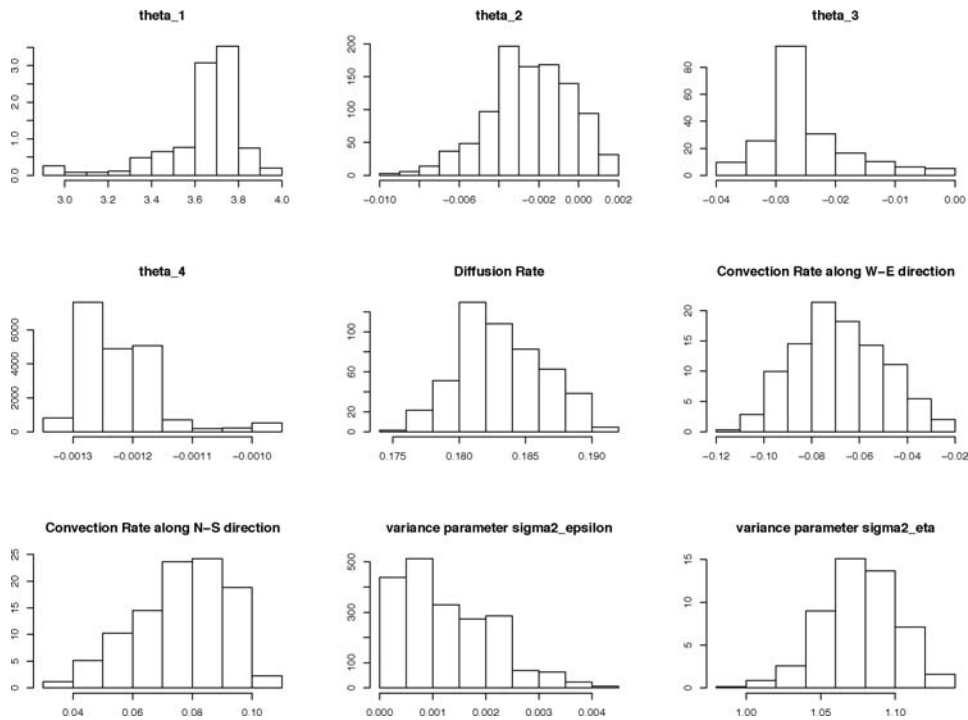 theta_1
0.0 1.0 2.0 3.0
3.0 3.2 3.4 3.6 3.8 4.0
theta_2
0 50 100 150 200
−0.010 −0.006 −0.002 0.000 0.002
theta_3
0 20 40 60 80
−0.04 −0.03 −0.02 −0.01 0.00
theta_4
0 2000 4000 6000
−0.0013 −0.0012 −0.0011 −0.0010
Diffusion Rate
0 20 60 100
0.175 0.180 0.185 0.190
Convection Rate along W−E direction
0 5 10 15 20
−0.12 −0.10 −0.08 −0.06 −0.04 −0.02
Convection Rate along N−S direction
0 5 10 15 20 25
0.04 0.06 0.08 0.10
variance parameter sigma2_epsilon
0 100 300 500
0.000 0.001 0.002 0.003 0.004
variance parameter sigma2_eta
0 5 10 15
1.00 1.05 1.10